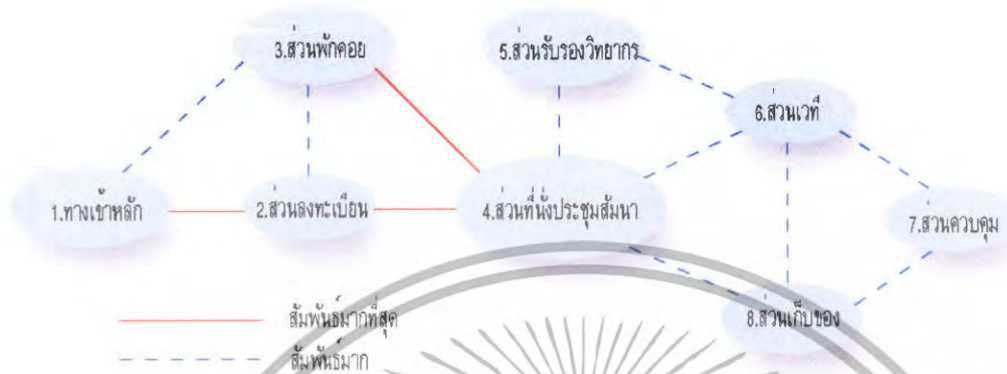 3.ส่วนพักคอย
5.ส่วนรับรองวิทยากร
6.ส่วนเวที
1.ทางเข้าหลัก
2.ส่วนลงทะเบียน
4.ส่วนที่นั่งประชุมสัมนา
7.ส่วนควบคุม
8.ส่วนเก็บของ
สัมพันธ์มากที่สุด
สัมพันธ์มาก